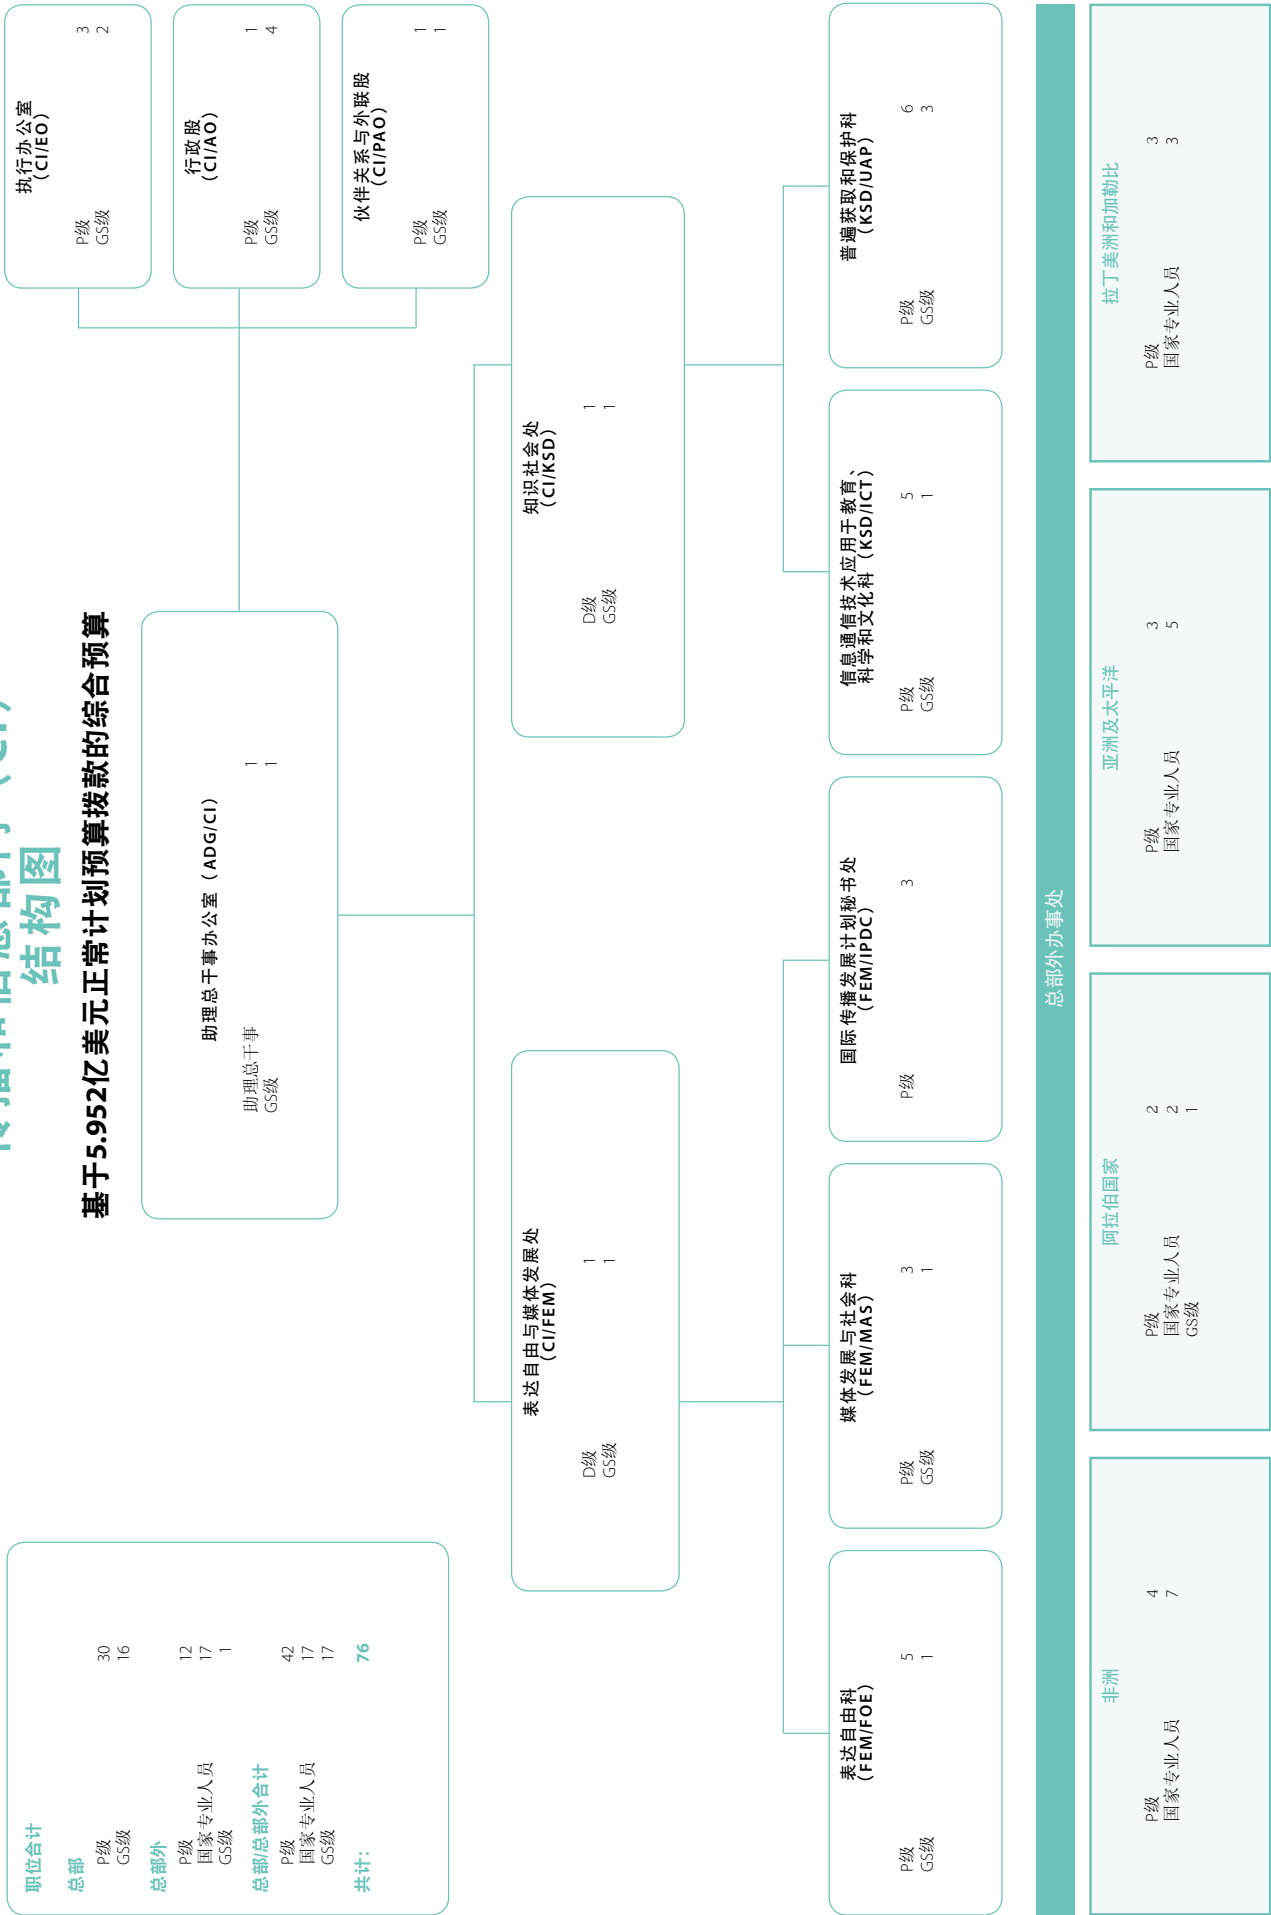 结构图
基于5.952亿美元正常计划预算拨款的综合预算
职位合计
总部
P级 30
GS级 16
总部外
P级 12
国家专业人员 17
GS级 1
总部/总部外合计
P级 42
国家专业人员 17
GS级 17
共计: 76
助理总干事办公室（ADG/CI）
助理总干事 1
GS级 1
执行办公室
（CI/EO）
P级 3
GS级 2
行政股
（CI/AO）
P级 1
GS级 4
伙伴关系与外联股
（CI/PAO）
P级 1
GS级 1
表达自由与媒体发展处
（CI/FEM）
D级 1
GS级 1
知识社会处
（CI/KSD）
D级 1
GS级 1
表达自由科
（FEM/FOE）
P级 5
GS级 1
媒体发展与社会科
（FEM/MAS）
P级 3
GS级 1
国际传播发展计划秘书处
（FEM/IPDC）
P级 3
信息通信技术应用于教育、
科学和文化科（KSD/ICT）
P级 5
GS级 1
普遍获取和保护科
（KSD/UAP）
P级 6
GS级 3
总部外办事处
非洲
P级 4
国家专业人员 7
阿拉伯国家
P级 2
国家专业人员 2
GS级 1
亚洲及太平洋
P级 3
国家专业人员 5
拉丁美洲和加勒比
P级 3
国家专业人员 3